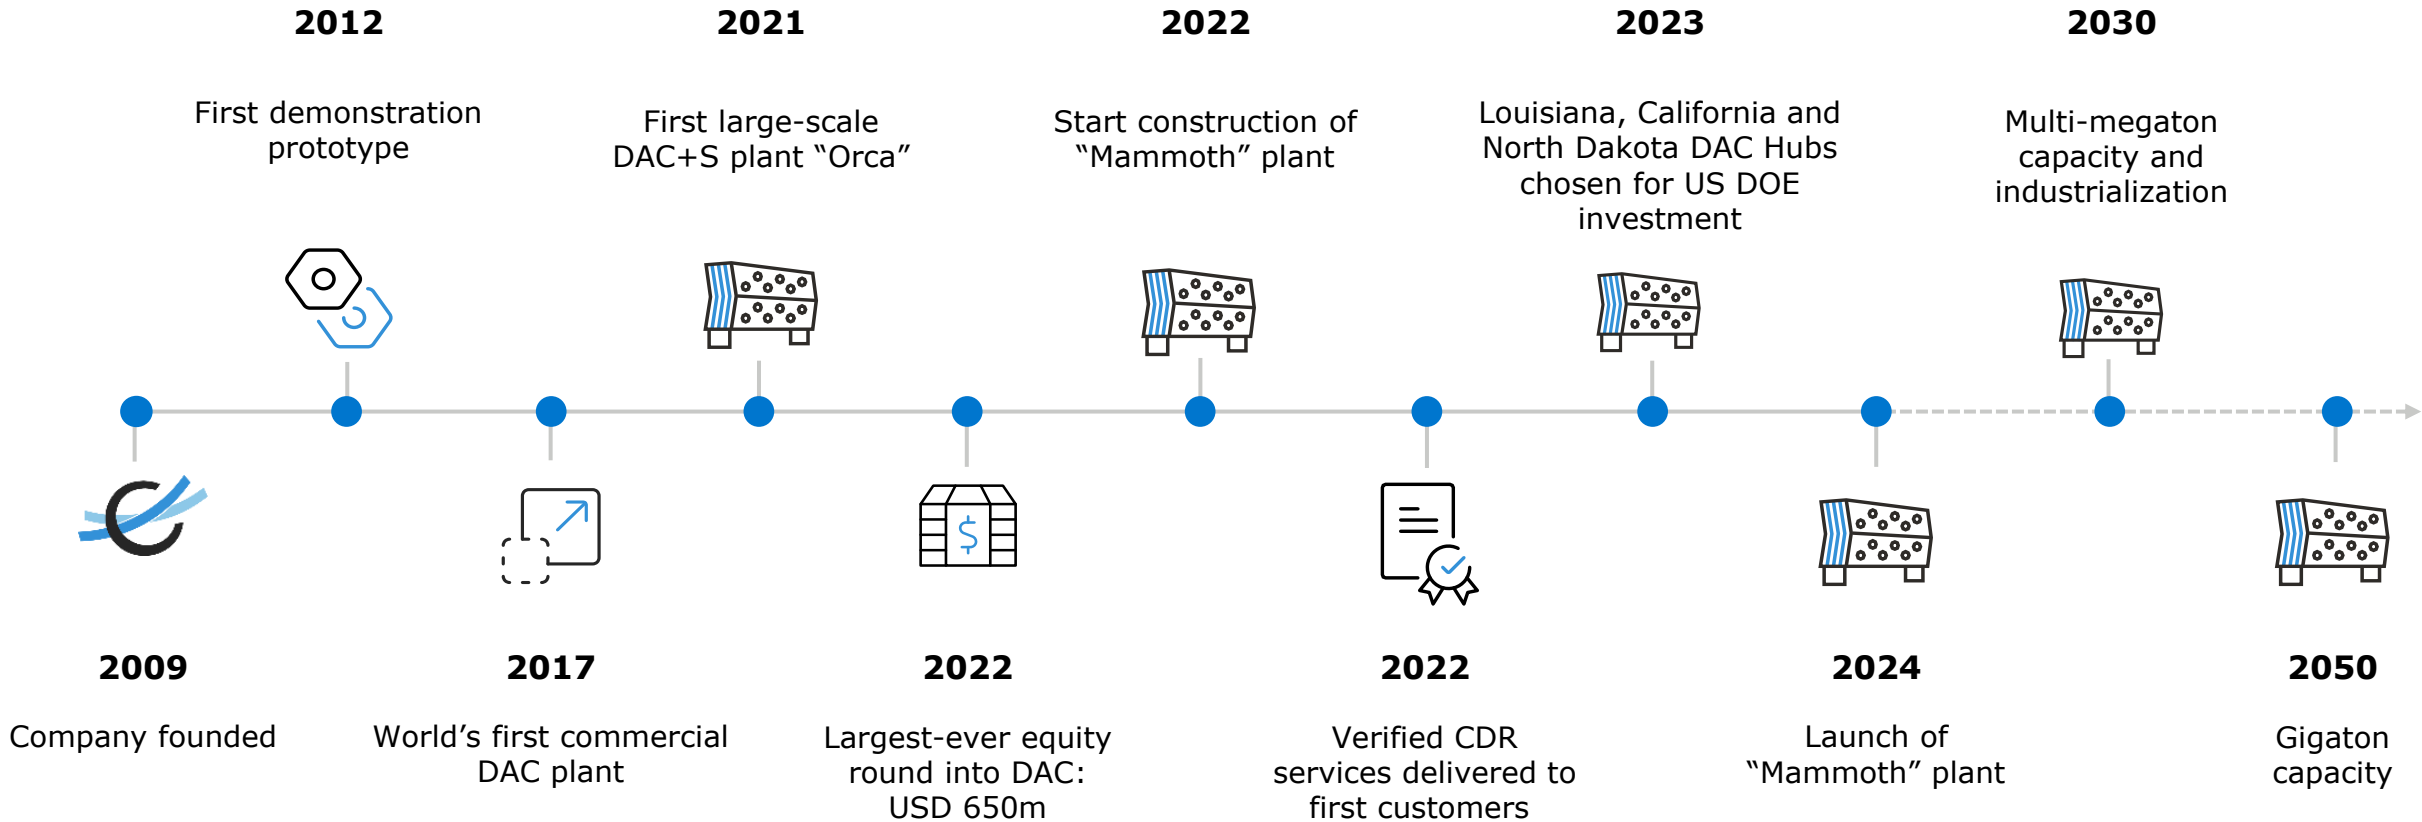 2012
First demonstration
prototype
2021
First large-scale
DAC+S plant “Orca”
2022
Start construction of
“Mammoth” plant
2023
Louisiana, California and
North Dakota DAC Hubs
chosen for US DOE
investment
2030
Multi-megaton
capacity and
industrialization
$
2009
Company founded
2017
World’s first commercial
DAC plant
2022
Largest-ever equity
round into DAC:
USD 650m
2022
Verified CDR
services delivered to
first customers
2024
Launch of
“Mammoth” plant
2050
Gigaton
capacity